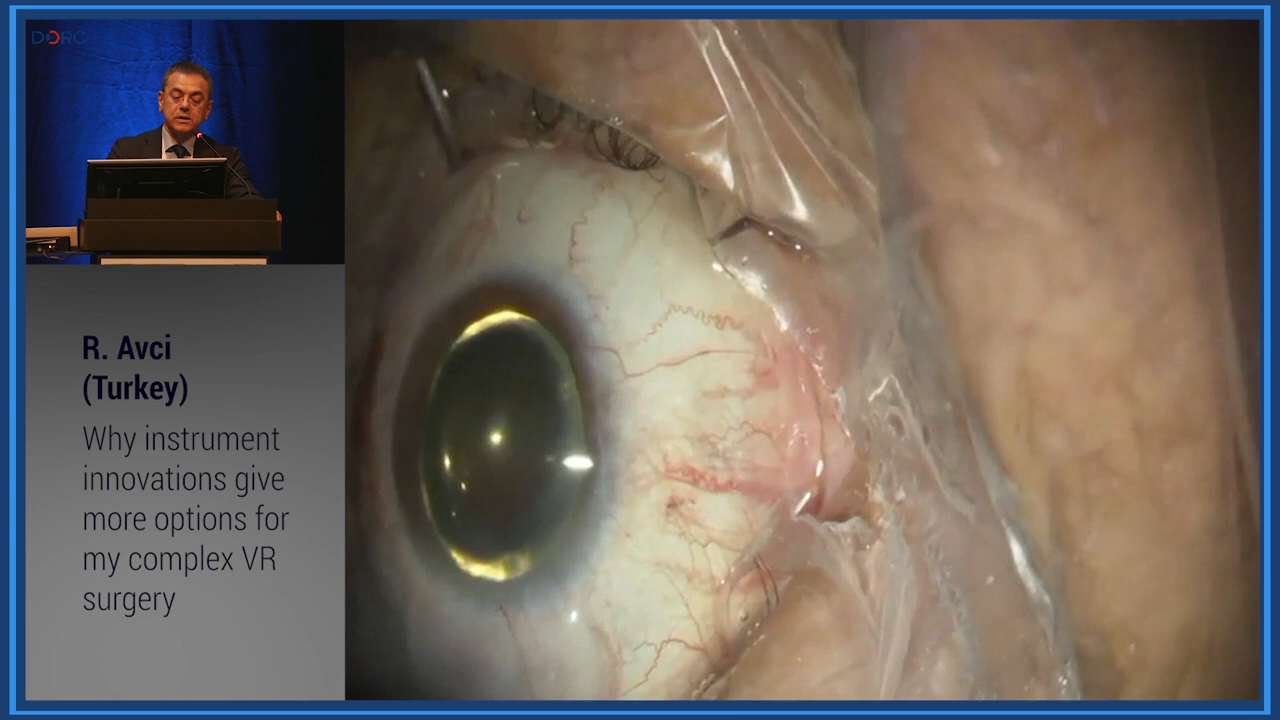 DORC
R. Avci
(Turkey)
Why instrument
innovations give
more options for
my complex VR
surgery